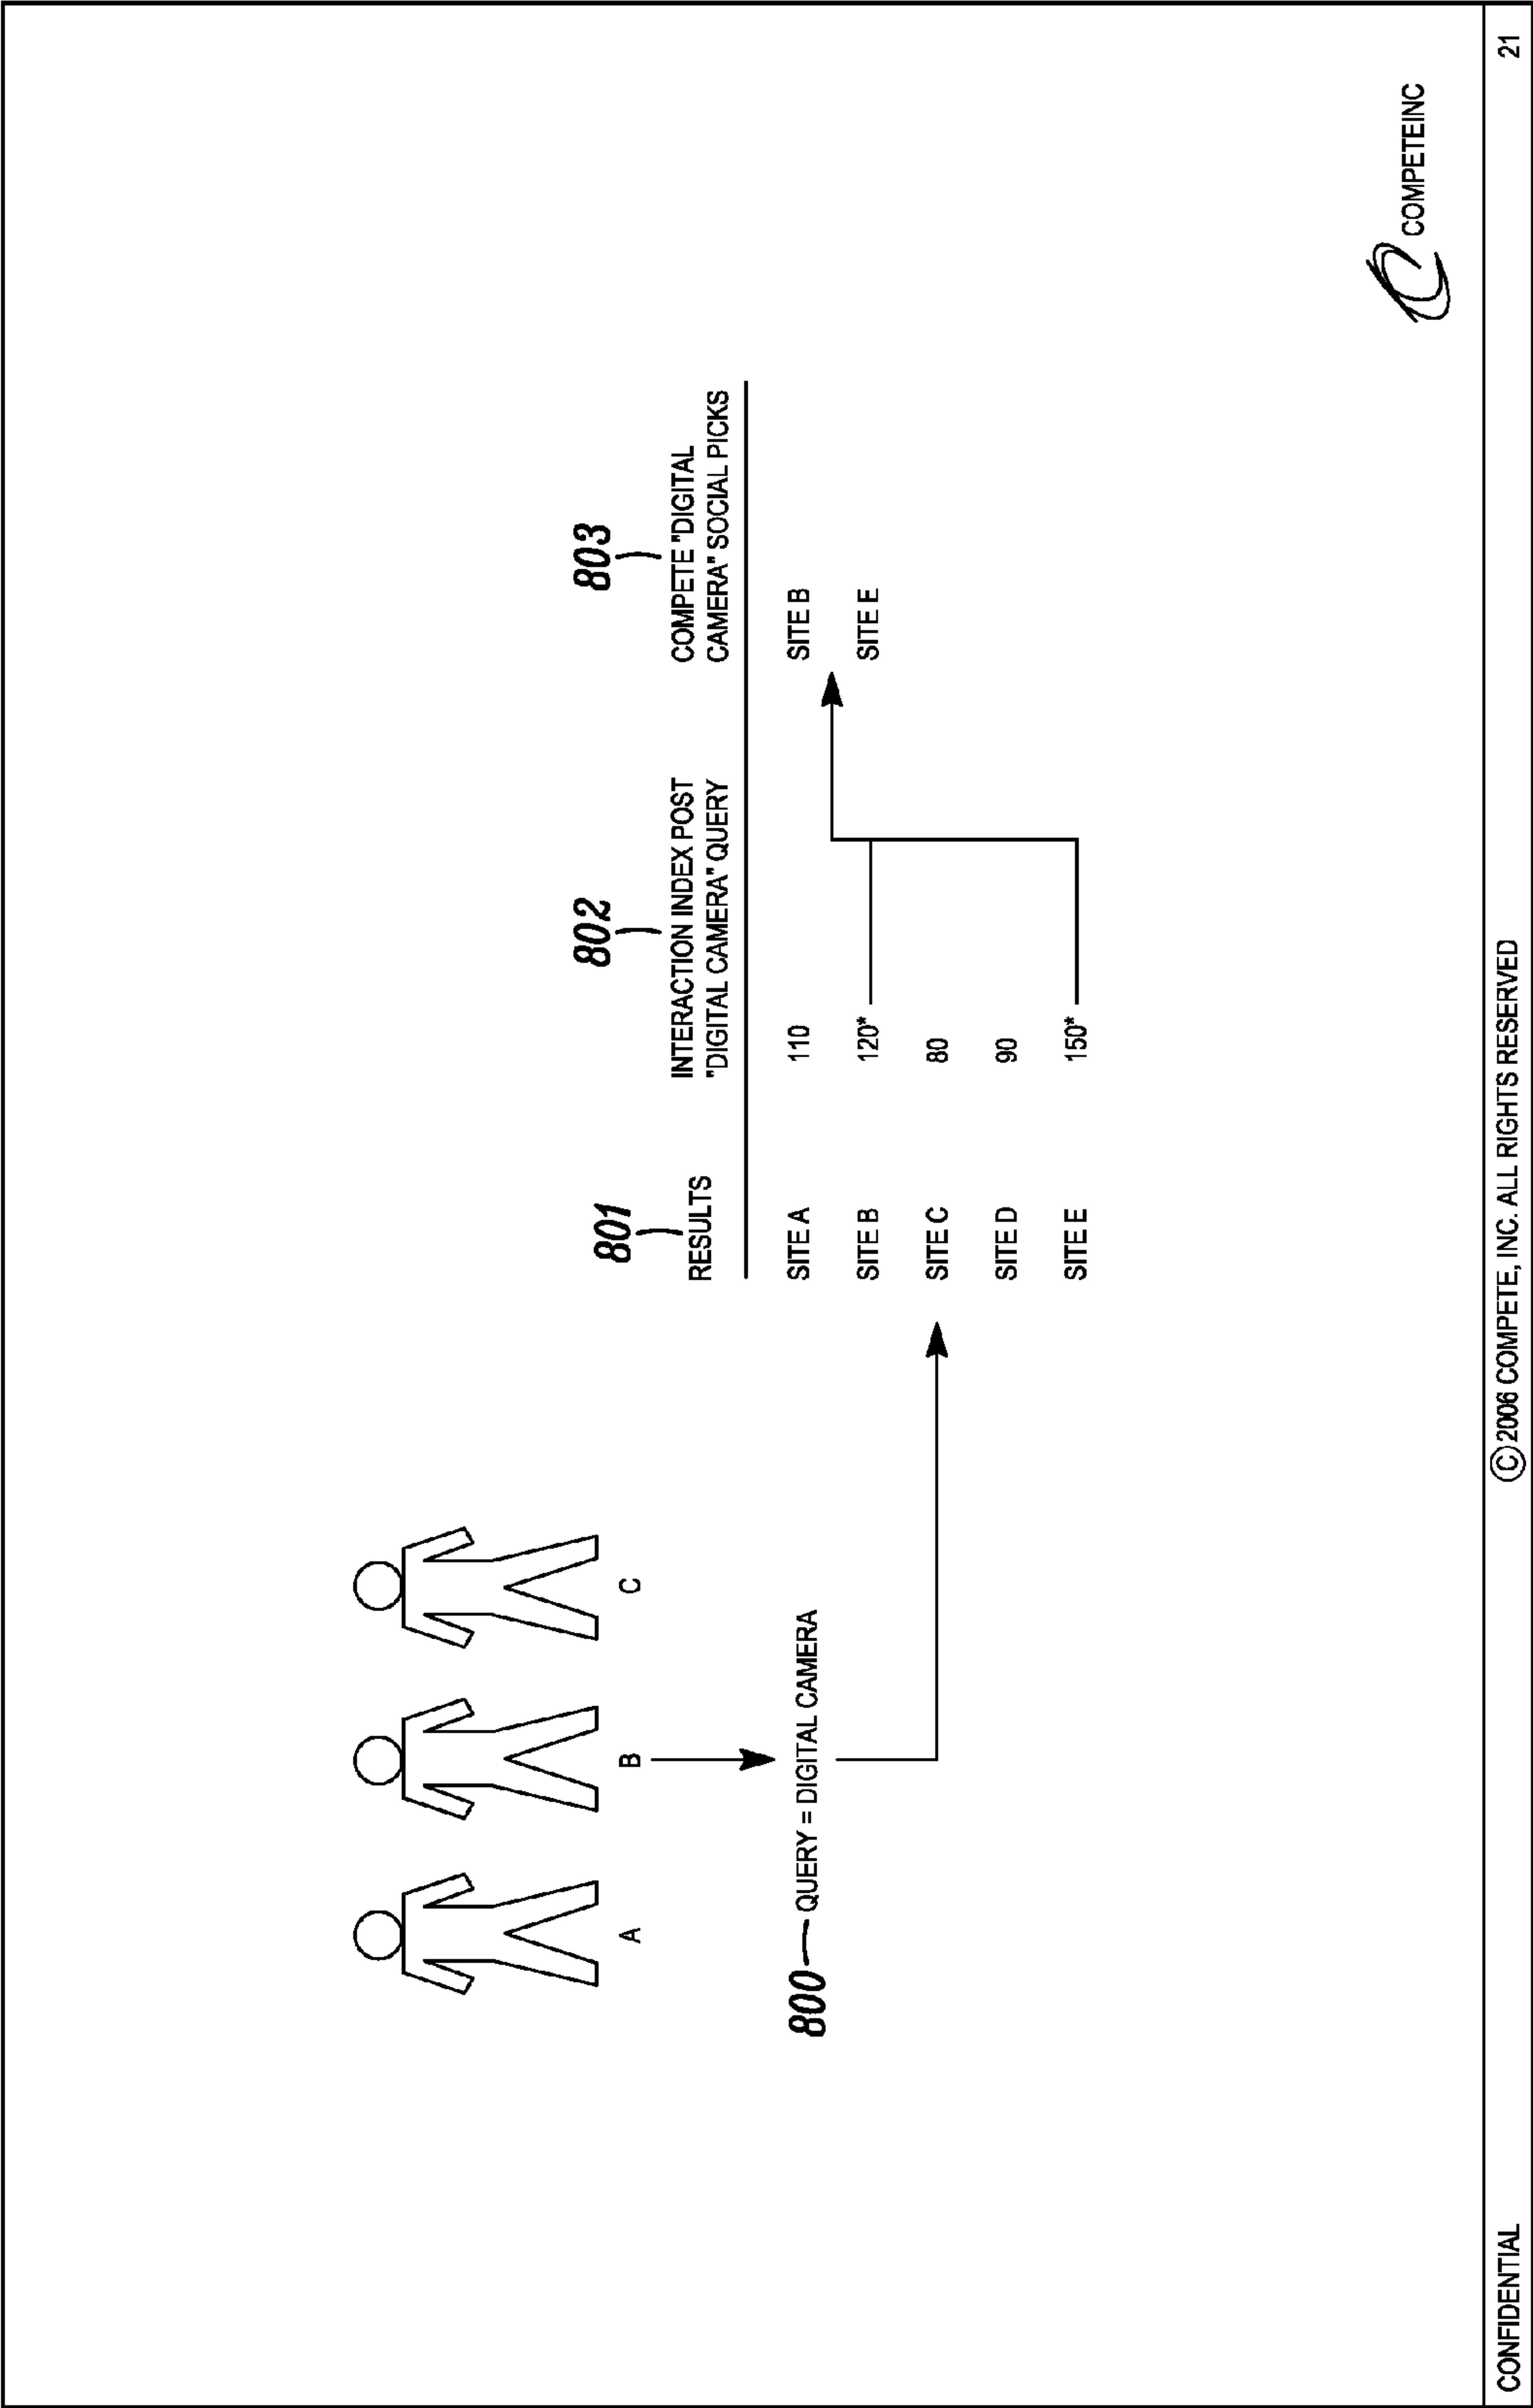 A B C
800 QUERY = DIGITAL CAMERA
801 802 803
RESULTS
INTERACTION INDEX POST
"DIGITAL CAMERA" QUERY
COMPETE "DIGITAL
CAMERA" SOCIAL PICKS
SITE A 110 SITE B
SITE B 120* SITE E
SITE C 80
SITE D 90
SITE E 150*
COMPETEINC
CONFIDENTIAL © 2006 COMPETE, INC. ALL RIGHTS RESERVED 21